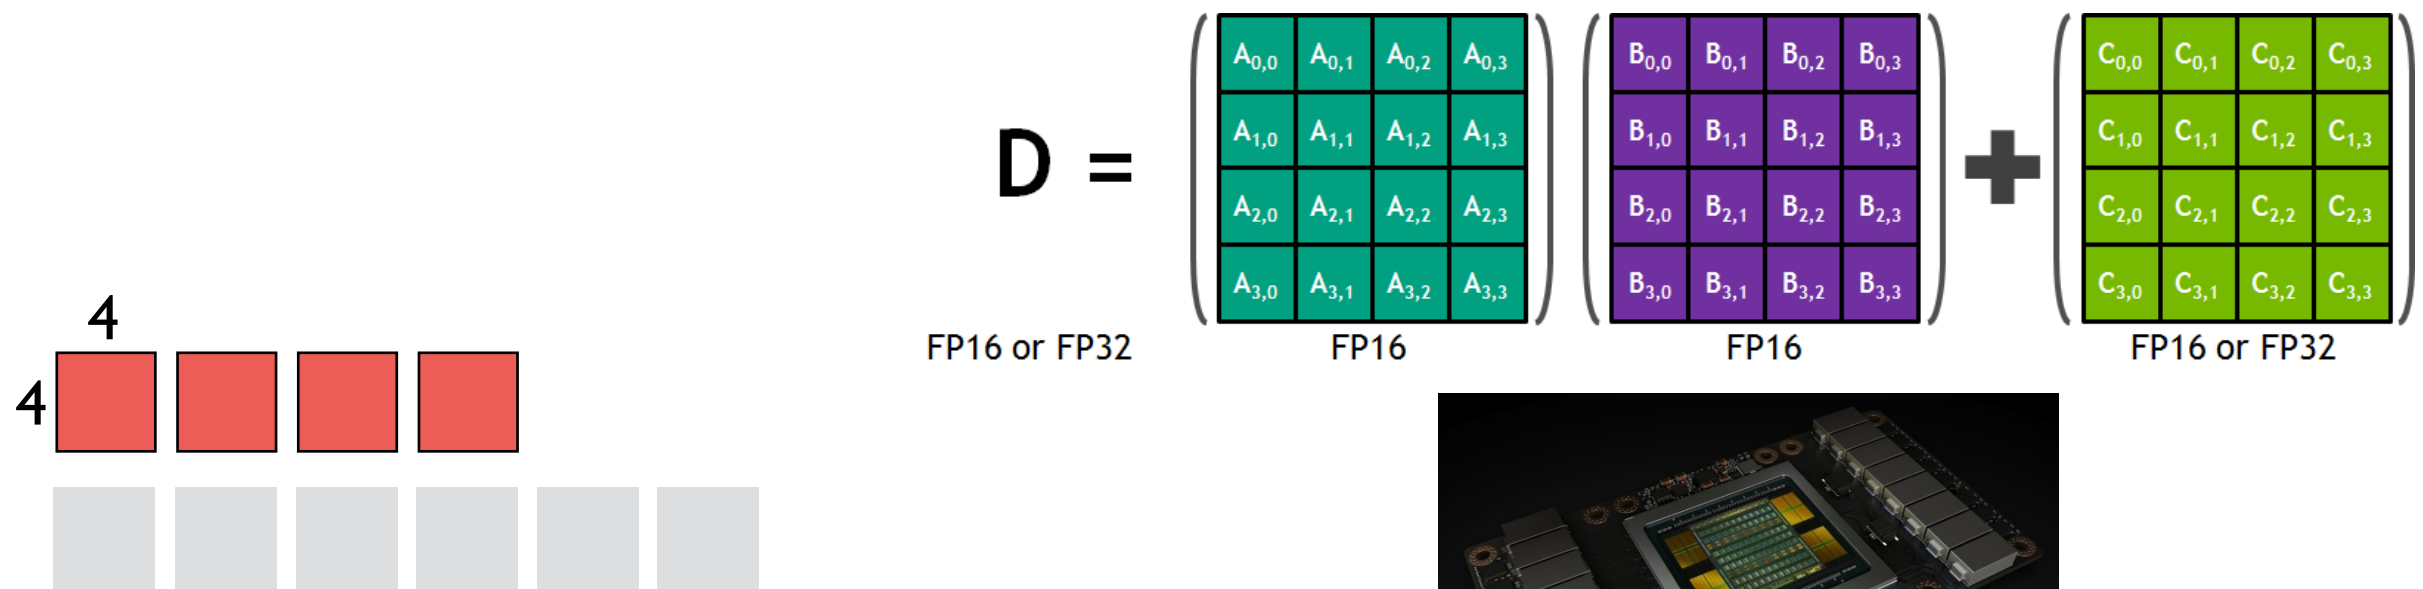 D = A0,0 A0,1 A0,2 A0,3 B0,0 B0,1 B0,2 B0,3 + C0,0 C0,1 C0,2 C0,3
A1,0 A1,1 A1,2 A1,3 B1,0 B1,1 B1,2 B1,3 C1,0 C1,1 C1,2 C1,3
A2,0 A2,1 A2,2 A2,3 B2,0 B2,1 B2,2 B2,3 C2,0 C2,1 C2,2 C2,3
A3,0 A3,1 A3,2 A3,3 B3,0 B3,1 B3,2 B3,3 C3,0 C3,1 C3,2 C3,3
FP16 or FP32 FP16 FP16 FP16 or FP32
4
4